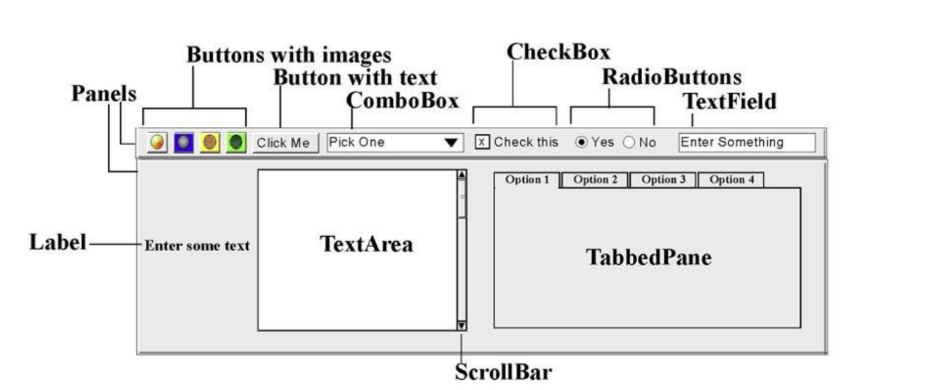 Buttons with images
CheckBox
Button with text
RadioButtons
Panels
ComboBox
TextField
Click Me
Pick One
X
Check this
Yes
No
Enter Something
Option 1
Option 2
Option 3
Option 4
Label
Enter some text
TextArea
TabbedPane
ScrollBar